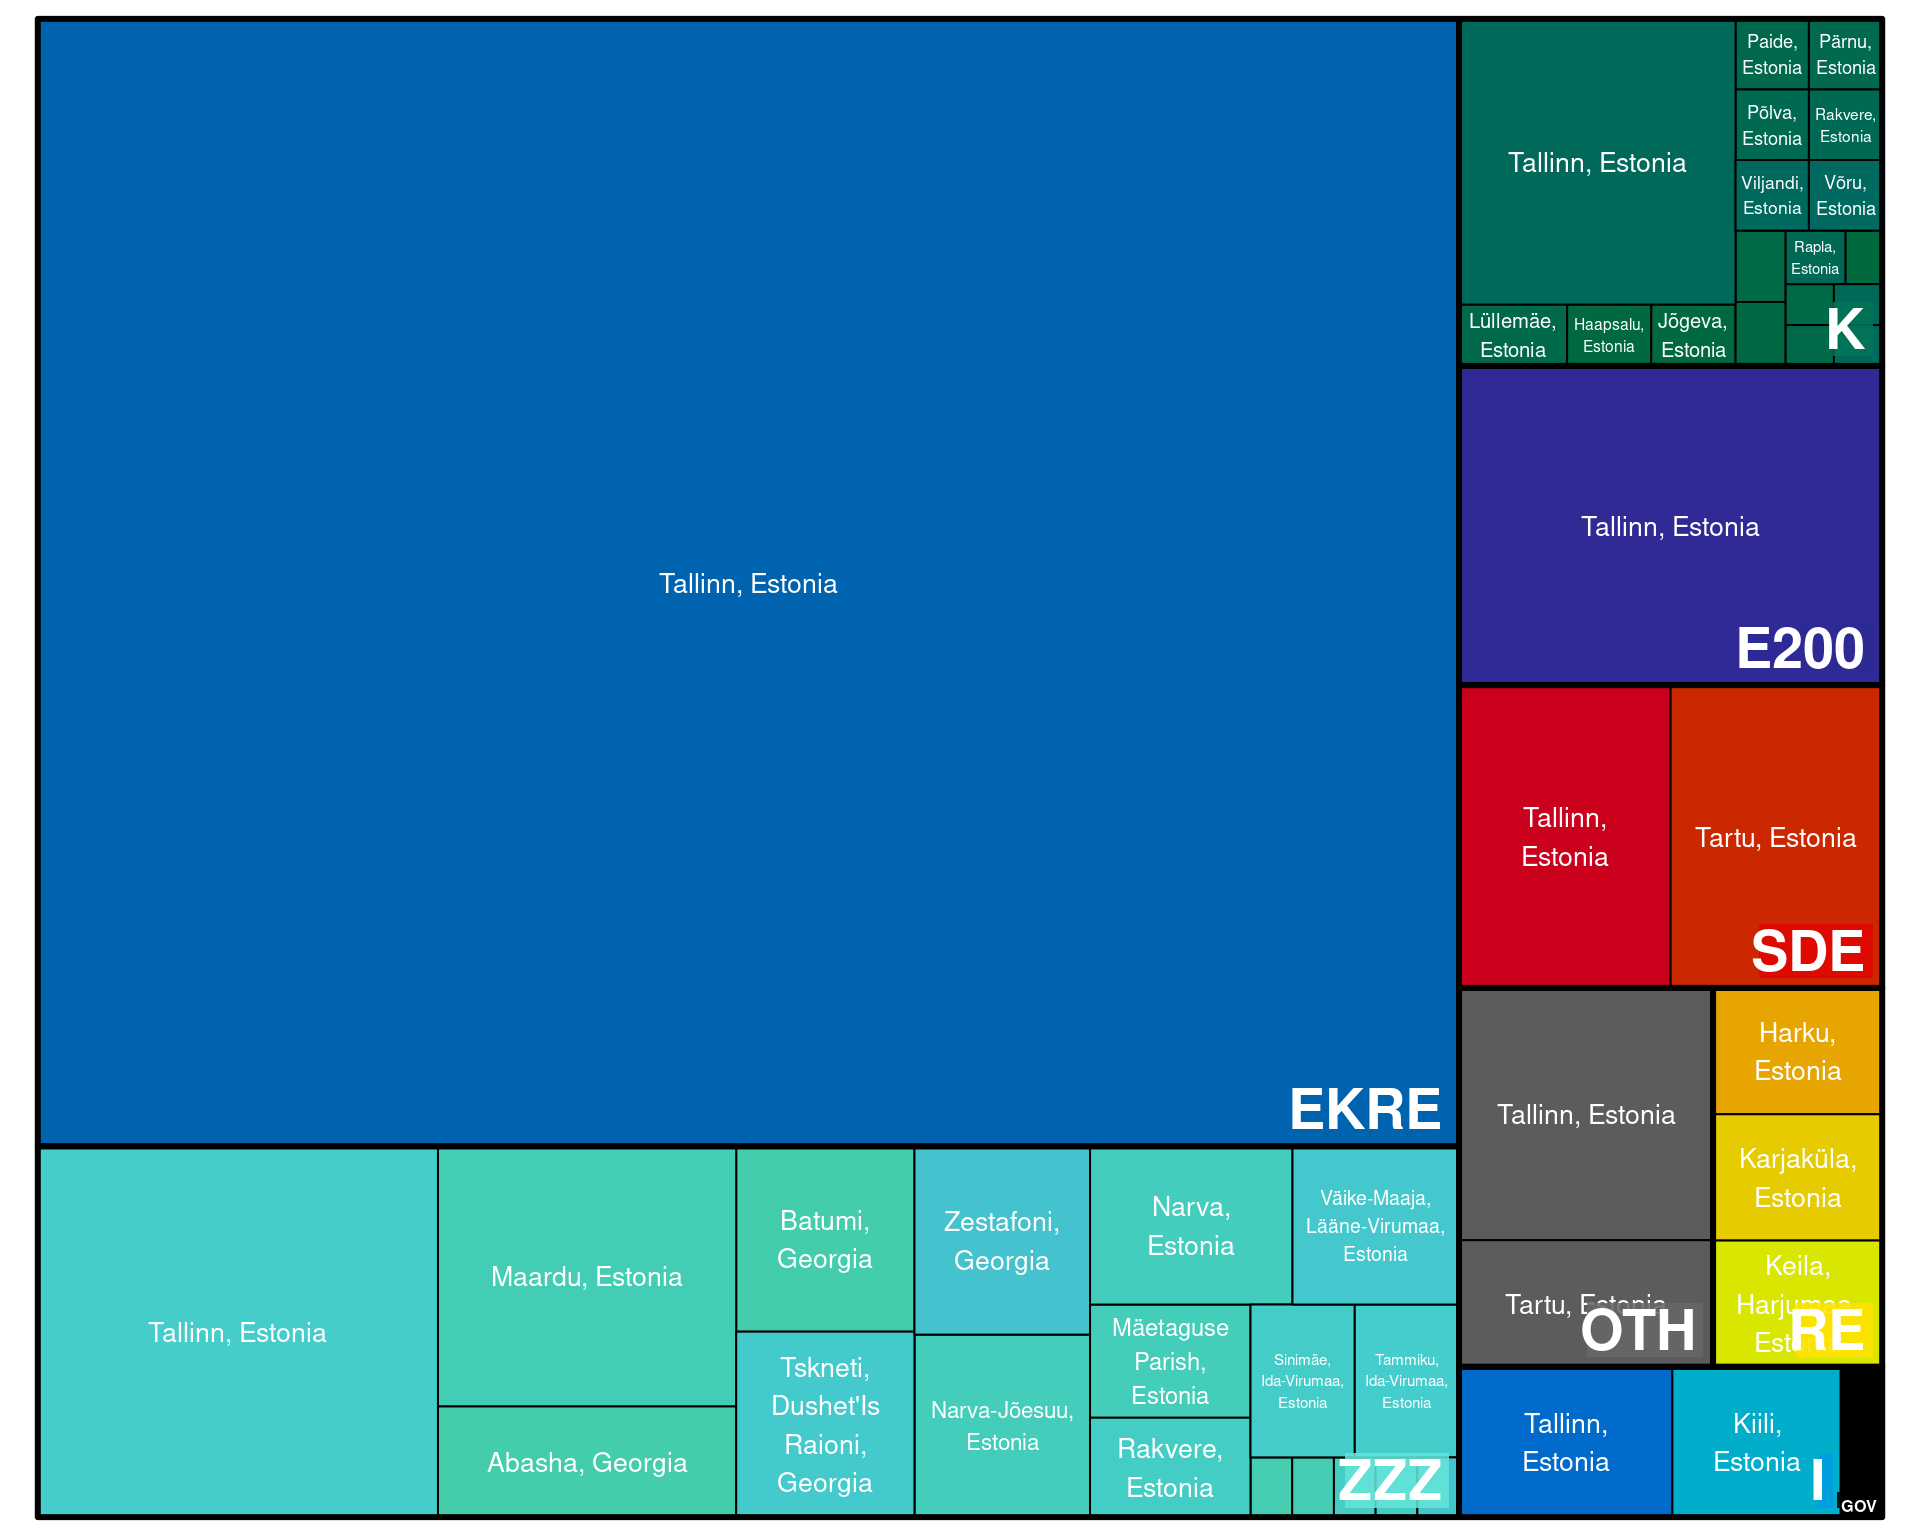 Tallinn, Estonia
EKRE
Tallinn, Estonia
Maardu, Estonia
Abasha, Georgia
Batumi,
Georgia
Tskneti,
Dushet'Is
Raioni,
Georgia
Zestafoni,
Georgia
Narva-Jõesuu,
Estonia
Narva,
Estonia
Väike-Maaja,
Lääne-Virumaa,
Estonia
Mäetaguse
Parish,
Estonia
Rakvere,
Estonia
Sinimäe,
Ida-Virumaa,
Estonia
Tammiku,
Ida-Virumaa,
Estonia
ZZZ
Tallinn, Estonia
Paide,
Estonia
Pärnu,
Estonia
Põlva,
Estonia
Rakvere,
Estonia
Viljandi,
Estonia
Võru,
Estonia
Rapla,
Estonia
Lüllemäe,
Estonia
Haapsalu,
Estonia
Jõgeva,
Estonia
K
Tallinn, Estonia
E200
Tallinn,
Estonia
Tartu, Estonia
SDE
Tallinn, Estonia
Tartu, Estonia
OTH
Harku,
Estonia
Karjaküla,
Estonia
Keila,
Harjumaa,
Estonia
RE
Tallinn,
Estonia
Kiili,
Estonia
I
GOV